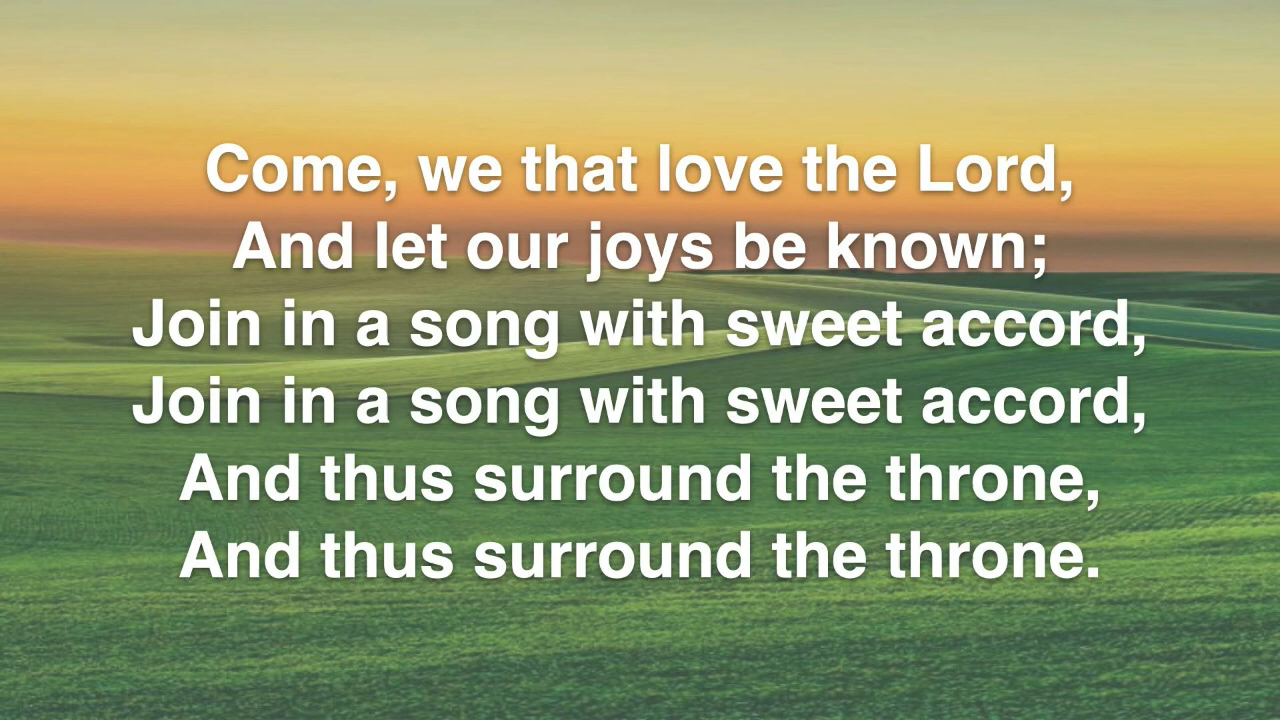 Come, we that love the Lord,
And let our joys be known;
Join in a song with sweet accord,
Join in a song with sweet accord,
And thus surround the throne,
And thus surround the throne.